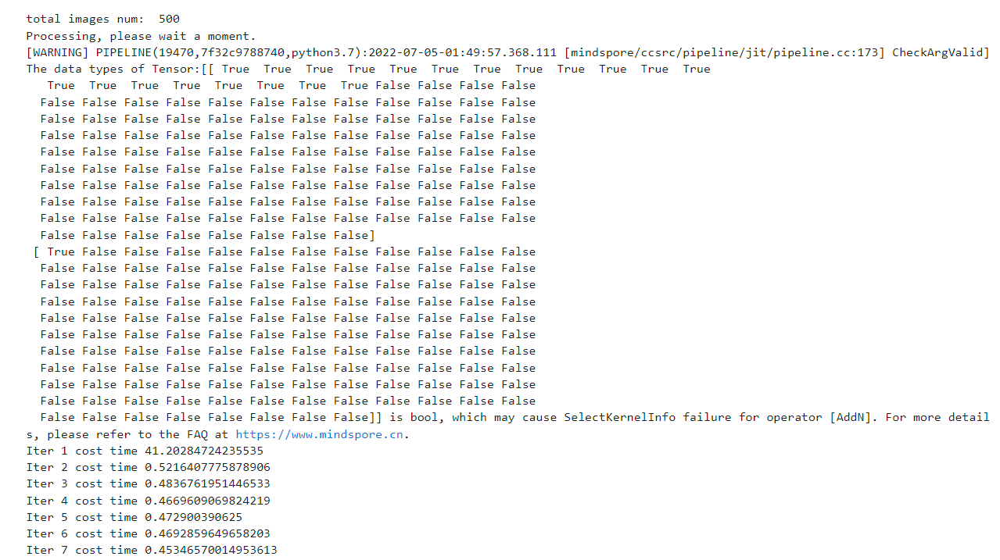 total images num:  500
Processing, please wait a moment.
[WARNING] PIPELINE(19470,7f32c9788740,python3.7):2022-07-05-01:49:57.368.111 [mindspore/ccsrc/pipeline/jit/pipeline.cc:173] CheckArgValid]
The data types of Tensor:[[ True  True  True  True  True  True  True  True  True  True  True  True
   True  True  True  True  True  True  True  True False False False False
  False False False False False False False False False False False False
  False False False False False False False False False False False False
  False False False False False False False False False False False False
  False False False False False False False False False False False False
  False False False False False False False False False False False False
  False False False False False False False False False False False False
  False False False False False False False False False False False False
  False False False False False False False False False False False False
  False False False False False False False False]
 [ True False False False False False False False False False False False
  False False False False False False False False False False False False
  False False False False False False False False False False False False
  False False False False False False False False False False False False
  False False False False False False False False False False False False
  False False False False False False False False False False False False
  False False False False False False False False False False False False
  False False False False False False False False False False False False
  False False False False False False False False False False False False
  False False False False False False False False False False False False
  False False False False False False False False]] is bool, which may cause SelectKernelInfo failure for operator [AddN]. For more detail
s, please refer to the FAQ at https://www.mindspore.cn.
Iter 1 cost time 41.20284724235535
Iter 2 cost time 0.5216407775878906
Iter 3 cost time 0.4836761951446533
Iter 4 cost time 0.4669609069824219
Iter 5 cost time 0.472900390625
Iter 6 cost time 0.4692859649658203
Iter 7 cost time 0.45346570014953613